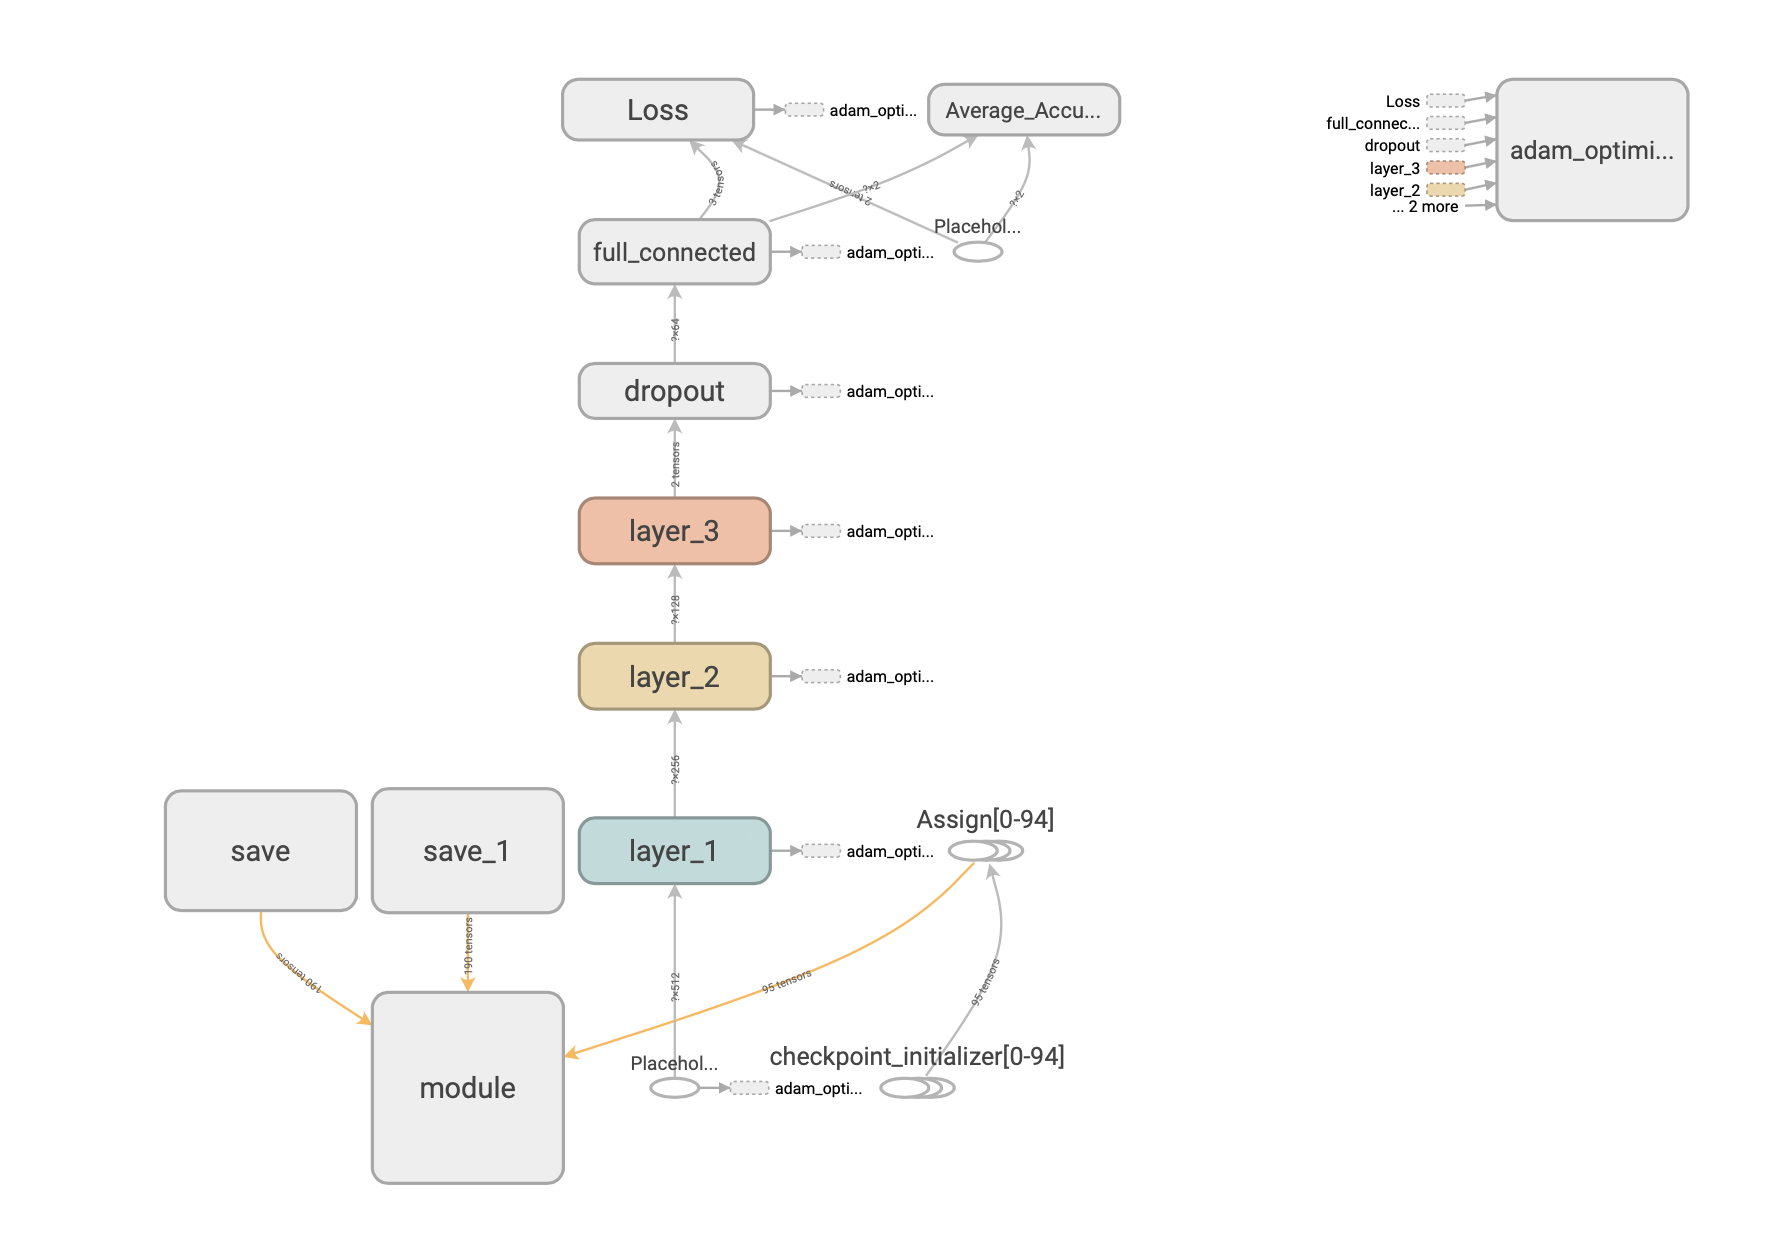 Loss
adam_opti...
Average_Accu...
Loss
full_connec...
dropout
layer_3
layer_2
... 2 more
adam_optimi...
3 tensors
2 tensors
?×2
?×2
Placehol...
full_connected
adam_opti...
?×64
dropout
adam_opti...
2 tensors
layer_3
adam_opti...
?×128
layer_2
adam_opti...
?×256
save
save_1
layer_1
adam_opti...
Assign[0-94]
190 tensors
190 tensors
?×512
95 tensors
95 tensors
module
Placehol...
adam_opti...
checkpoint_initializer[0-94]